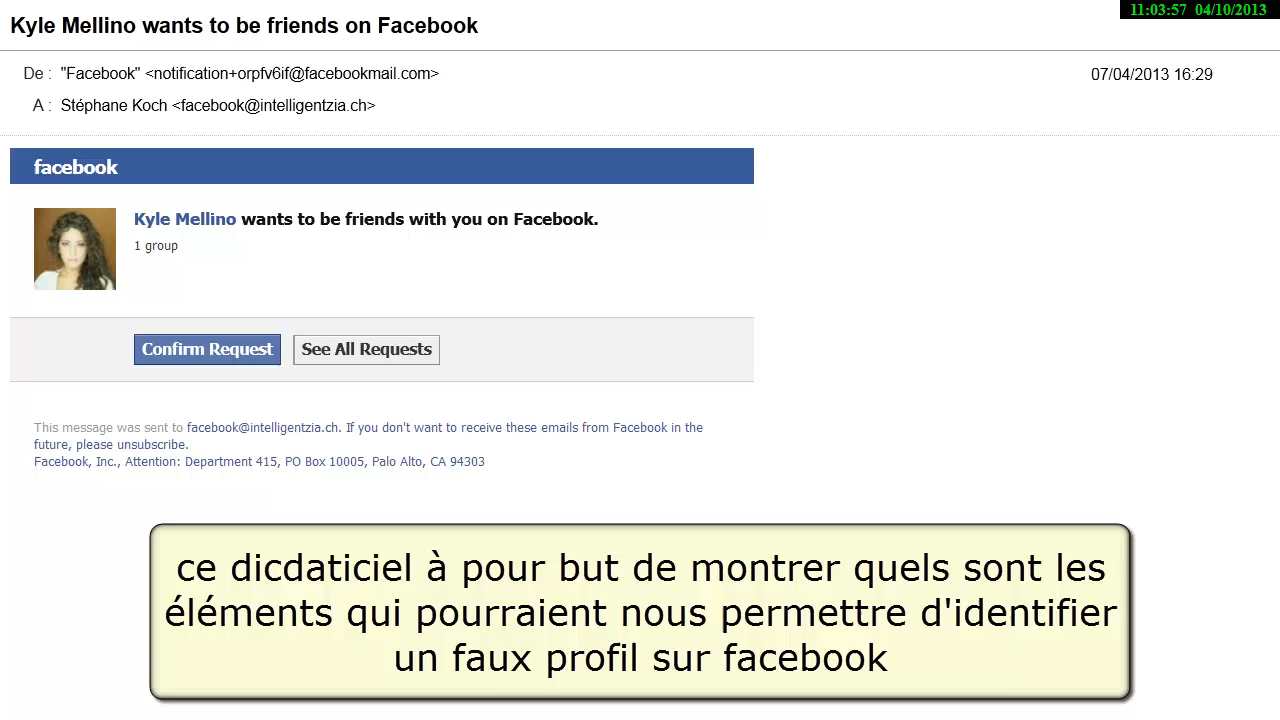 Kyle Mellino wants to be friends on Facebook
11:03:57 04/10/2013
De : "Facebook" <notification+orpfv6if@facebookmail.com>
07/04/2013 16:29
A : Stéphane Koch <facebook@intelligentzia.ch>
facebook
Kyle Mellino wants to be friends with you on Facebook.
1 group
Confirm Request See All Requests
This message was sent to facebook@intelligentzia.ch. If you don't want to receive these emails from Facebook in the
future, please unsubscribe.
Facebook, Inc., Attention: Department 415, PO Box 10005, Palo Alto, CA 94303
ce dicdaticiel à pour but de montrer quels sont les
éléments qui pourraient nous permettre d'identifier
un faux profil sur facebook